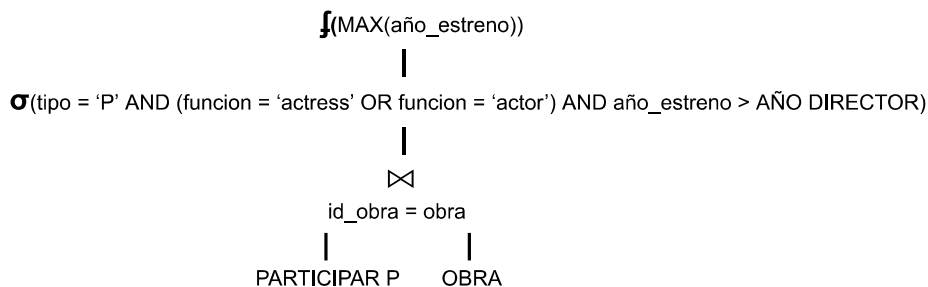 ʄ(MAX(año_estreno))
σ(tipo = ‘P’ AND (funcion = ‘actress’ OR funcion = ‘actor’) AND año_estreno > AÑO DIRECTOR)
⋈
id_obra = obra
PARTICIPAR P OBRA